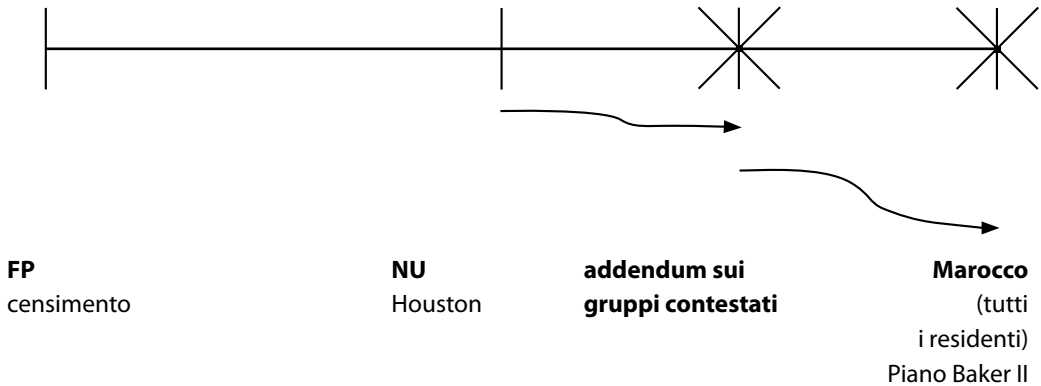 FP
censimento
NU
Houston
addendum sui
gruppi contestati
Marocco
(tutti
i residenti)
Piano Baker II